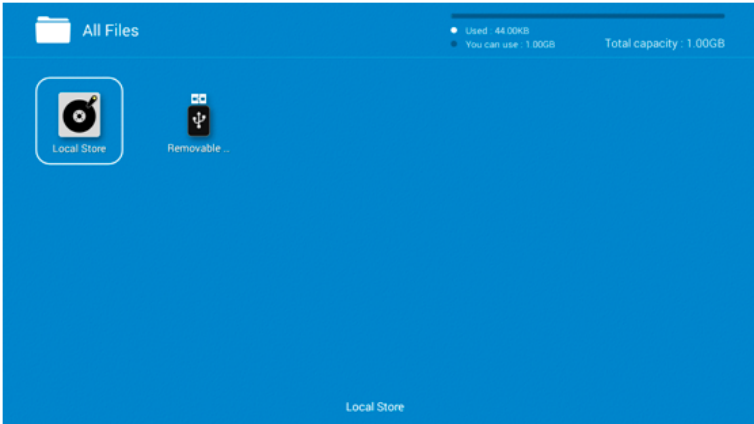 All Files
Used : 44.00KB
You can use : 1.00GB
Total capacity : 1.00GB
Local Store
Removable ..
Local Store